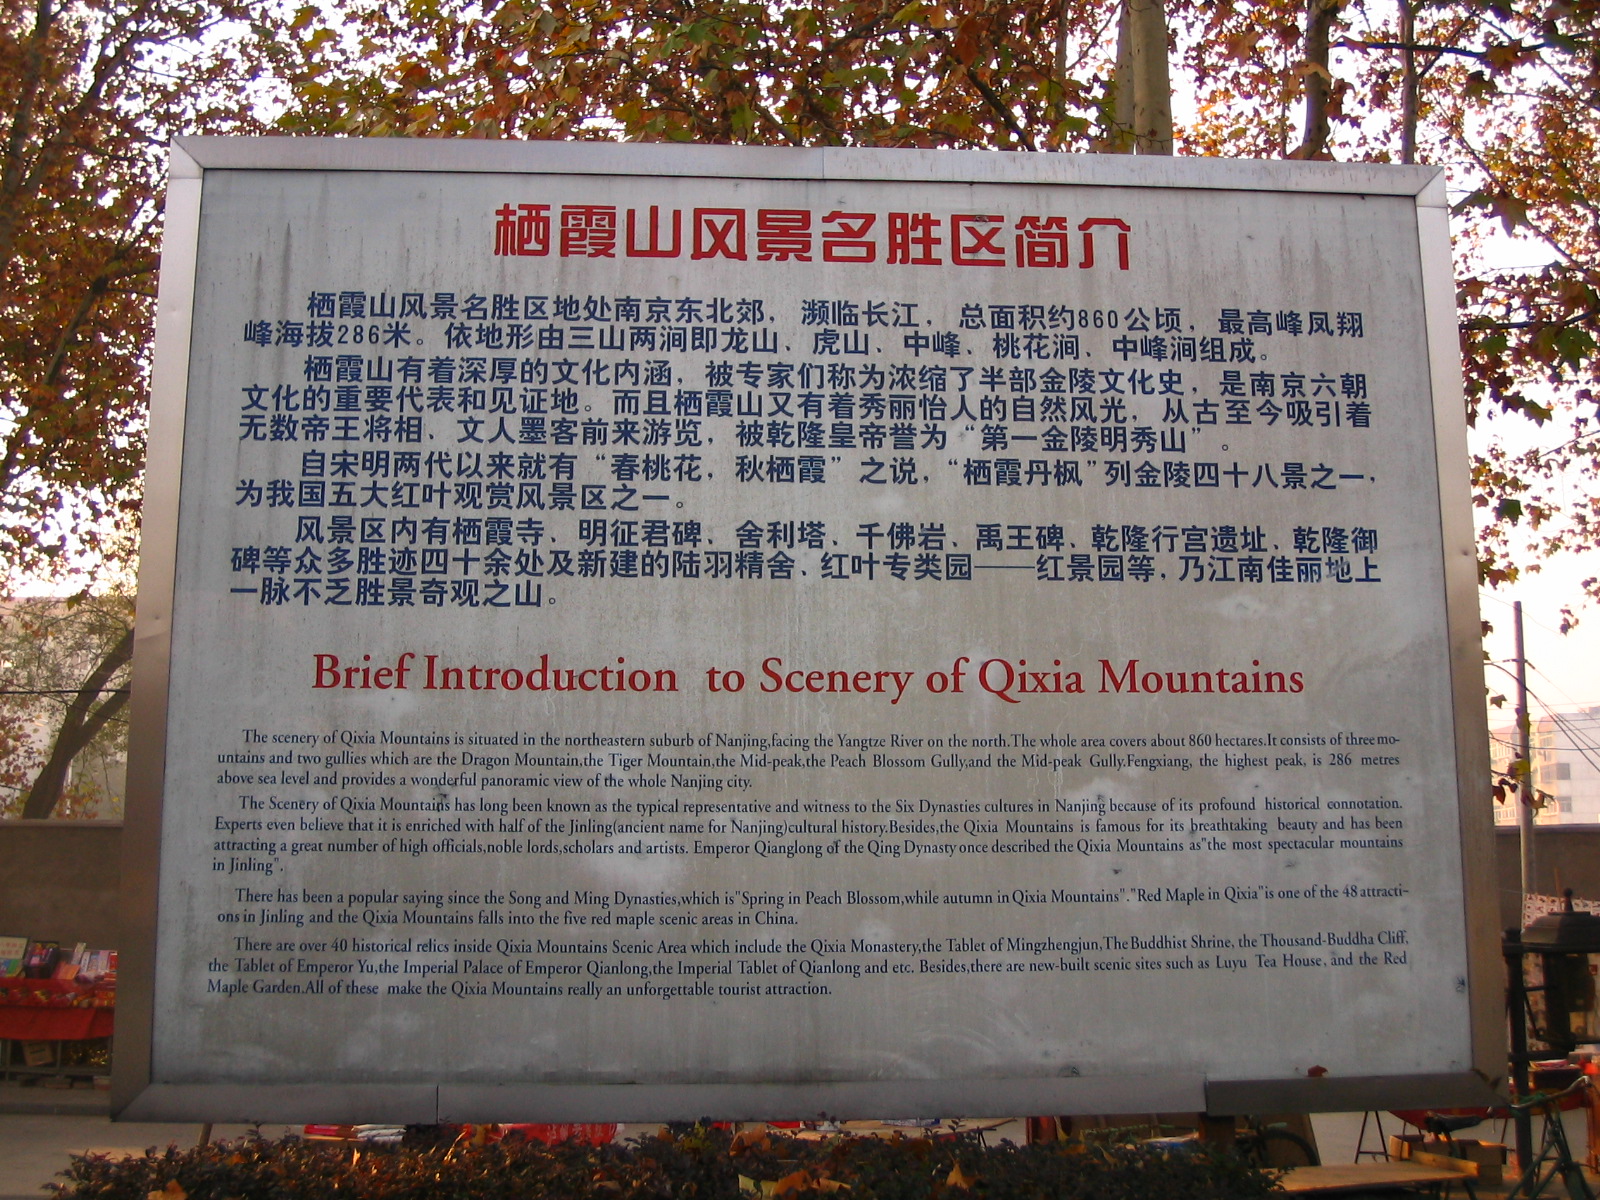 栖霞山风景名胜区简介
栖霞山风景名胜区地处南京东北郊，濒临长江，总面积约860公顷，最高峰凤翔
峰海拔286米。依地形由三山两涧即龙山、虎山、中峰、桃花涧、中峰涧组成。
栖霞山有着深厚的文化内涵，被专家们称为浓缩了半部金陵文化史，是南京六朝
文化的重要代表和见证地。而且栖霞山又有着秀丽怡人的自然风光，从古至今吸引着
无数帝王将相、文人墨客前来游览，被乾隆皇帝誉为“第一金陵明秀山”。
自宋明两代以来就有“春桃花，秋栖霞”之说，“栖霞丹枫”列金陵四十八景之一，
为我国五大红叶观赏风景区之一。
风景区内有栖霞寺、明征君碑、舍利塔、千佛岩、禹王碑、乾隆行宫遗址、乾隆御
碑等众多胜迹四十余处及新建的陆羽精舍、红叶专类园——红景园等，乃江南佳丽地上
一脉不乏胜景奇观之山。
Brief Introduction to Scenery of Qixia Mountains
The scenery of Qixia Mountains is situated in the northeastern suburb of Nanjing,facing the Yangtze River on the north.The whole area covers about 860 hectares.It consists of three mo-
untains and two gullies which are the Dragon Mountain,the Tiger Mountain,the Mid-peak,the Peach Blossom Gully,and the Mid-peak Gully.Fengxiang, the highest peak, is 286 metres
above sea level and provides a wonderful panoramic view of the whole Nanjing city.
The Scenery of Qixia Mountains has long been known as the typical representative and witness to the Six Dynasties cultures in Nanjing because of its profound historical connotation.
Experts even believe that it is enriched with half of the Jinling(ancient name for Nanjing)cultural history.Besides,the Qixia Mountains is famous for its breathtaking beauty and has been
attracting a great number of high officials,noble lords,scholars and artists. Emperor Qianglong of the Qing Dynasty once described the Qixia Mountains as"the most spectacular mountains
in Jinling".
There has been a popular saying since the Song and Ming Dynasties,which is"Spring in Peach Blossom,while autumn in Qixia Mountains"."Red Maple in Qixia"is one of the 48 attracti-
ons in Jinling and the Qixia Mountains falls into the five red maple scenic areas in China.
There are over 40 historical relics inside Qixia Mountains Scenic Area which include the Qixia Monastery,the Tablet of Mingzhengjun,The Buddhist Shrine, the Thousand-Buddha Cliff,
the Tablet of Emperor Yu,the Imperial Palace of Emperor Qianlong,the Imperial Tablet of Qianlong and etc. Besides,there are new-built scenic sites such as Luyu Tea House, and the Red
Maple Garden.All of these make the Qixia Mountains really an unforgettable tourist attraction.